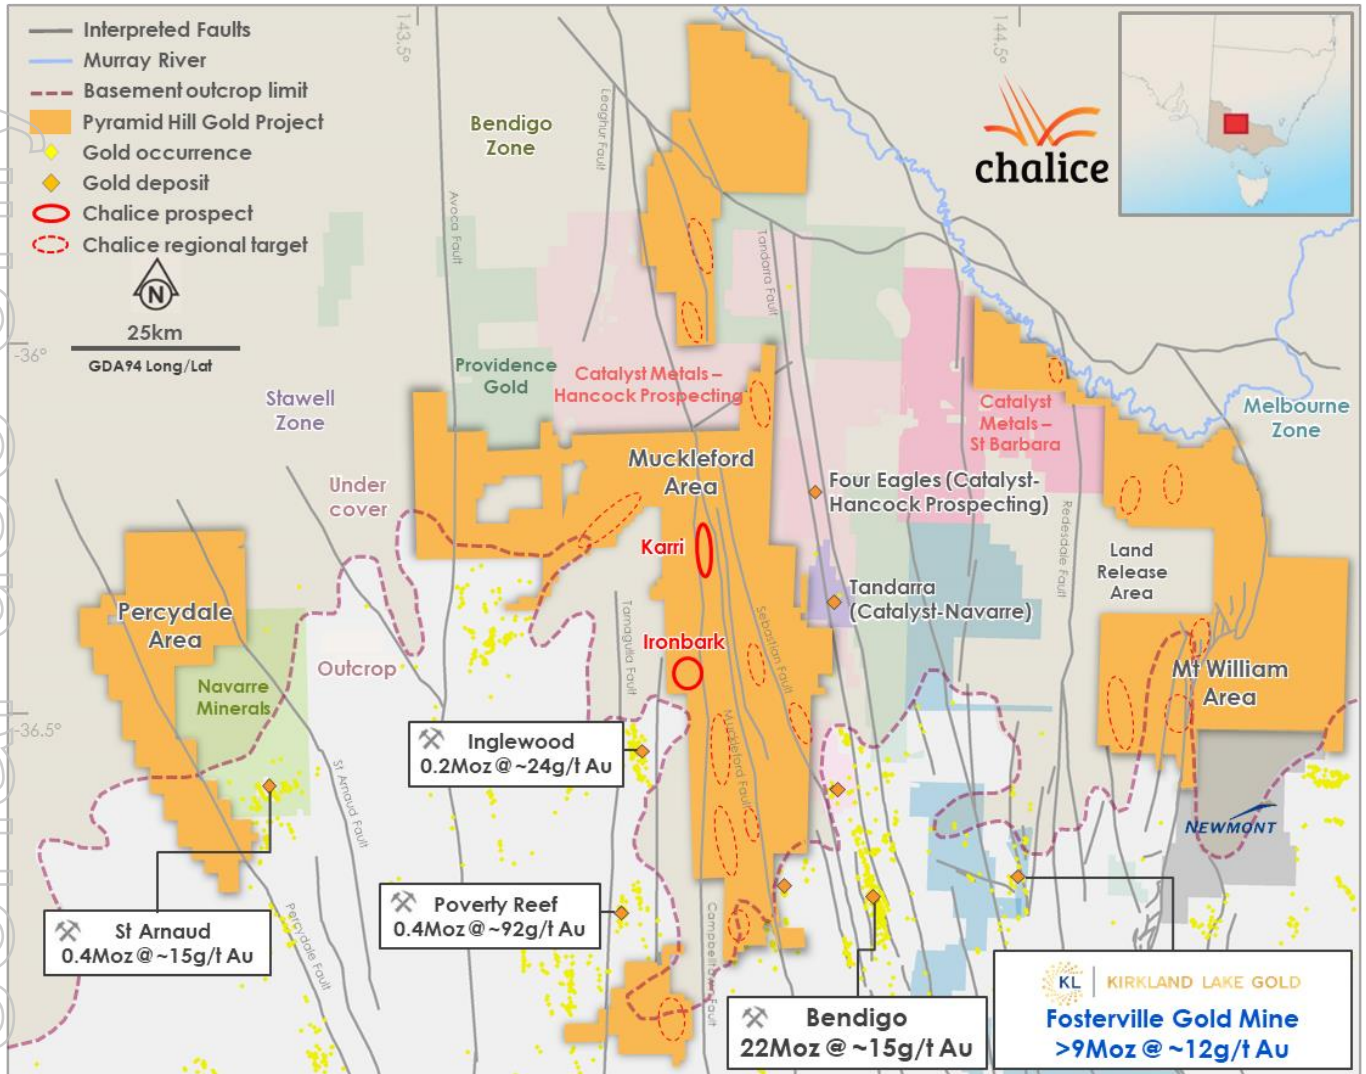 Interpreted Faults
Murray River
Basement outcrop limit
Pyramid Hill Gold Project
Gold occurrence
Gold deposit
Chalice prospect
Chalice regional target
N
25km
GDA94 Long/Lat
143.5°
144.5°
-36°
-36.5°
chalice
Bendigo
Zone
Leaghur Fault
Avoca Fault
Tandarra Fault
Providence
Gold
Catalyst Metals –
Hancock Prospecting
Catalyst
Metals –
St Barbara
Melbourne
Zone
Stawell
Zone
Under
cover
Muckleford
Area
Four Eagles (Catalyst-
Hancock Prospecting)
Karri
Redesdale Fault
Land
Release
Area
Tandarra
(Catalyst-Navarre)
Percydale
Area
Ironbark
Tarnagulla Fault
Sebastian Fault
Outcrop
Navarre
Minerals
Mt William
Area
Muckleford Fault
St Arnaud Fault
Inglewood
0.2Moz @ ~24g/t Au
NEWMONT
Poverty Reef
0.4Moz @ ~92g/t Au
St Arnaud
0.4Moz @ ~15g/t Au
Percydale Fault
Campbelltown Fault
Bendigo
22Moz @ ~15g/t Au
KL KIRKLAND LAKE GOLD
Fosterville Gold Mine
>9Moz @ ~12g/t Au